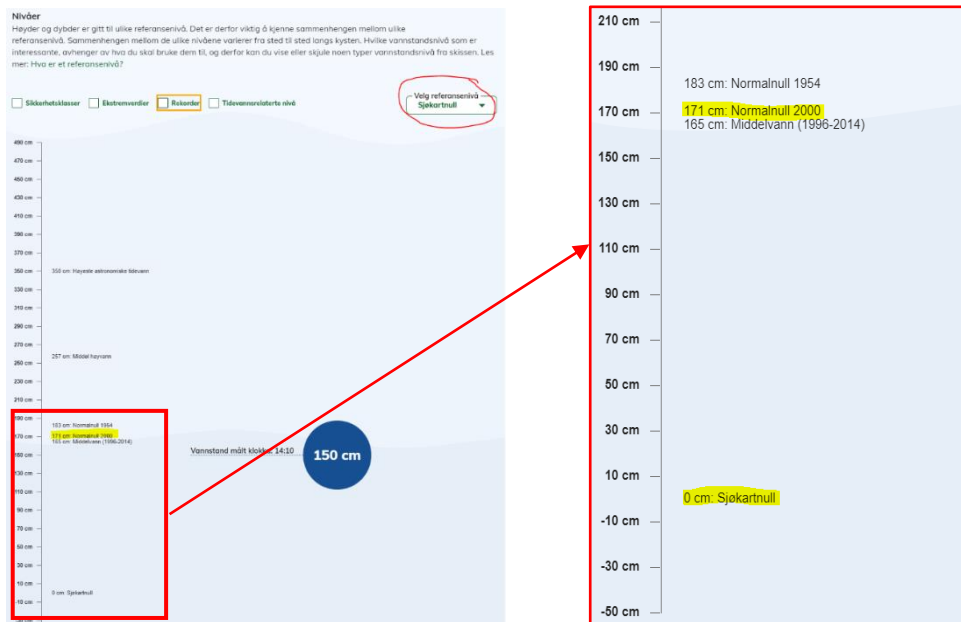 Nivåer
Høyder og dybder er gitt til ulike referansenivå. Det er derfor viktig å kjenne sammenhengen mellom ulike
referansenivå. Sammenhengen mellom de ulike nivåene varierer fra sted til sted langs kysten. Hvilke vannstandsnivå som er
interessante, avhenger av hva du skal bruke dem til, og derfor kan du vise eller skjule noen typer vannstandsnivå fra skissen. Les
mer: Hva er et referansenivå?
Sikkerhetsklasser
Ekstremverdier
Rekorder
Tidevannsrelaterte nivå
Velg referansenivå
Sjøkartnull
490 cm
470 cm
450 cm
430 cm
410 cm
390 cm
370 cm
350 cm
350 cm: Høyeste astronomiske tidevann
330 cm
310 cm
290 cm
270 cm
257 cm: Middel høyvann
250 cm
230 cm
210 cm
190 cm
183 cm: Normalnull 1954
171 cm: Normalnull 2000
170 cm
165 cm: Middelvann (1996-2014)
150 cm
130 cm
110 cm
90 cm
70 cm
50 cm
30 cm
10 cm
0 cm: Sjøkartnull
-10 cm
Vannstand målt klokka: 14:10
150 cm
210 cm
190 cm
183 cm: Normalnull 1954
171 cm: Normalnull 2000
170 cm
165 cm: Middelvann (1996-2014)
150 cm
130 cm
110 cm
90 cm
70 cm
50 cm
30 cm
10 cm
0 cm: Sjøkartnull
-10 cm
-30 cm
-50 cm